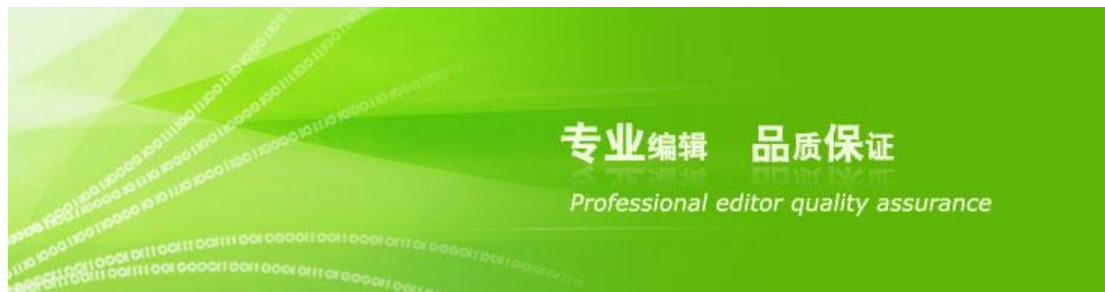 专业编辑 品质保证
Professional editor quality assurance